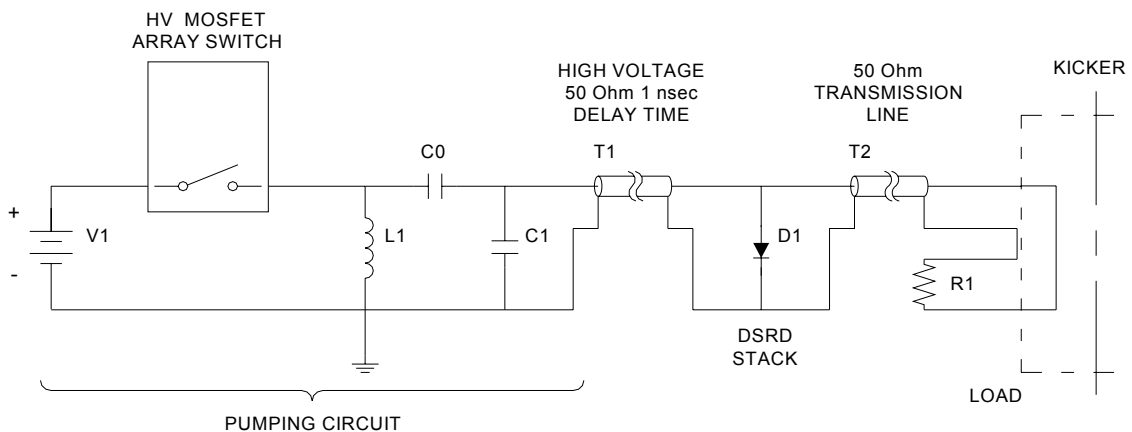 HV MOSFET
ARRAY SWITCH
HIGH VOLTAGE
50 Ohm 1 nsec
DELAY TIME
50 Ohm
TRANSMISSION
LINE
KICKER
C0
T1
T2
+
V1
-
L1
C1
D1
R1
DSRD
STACK
LOAD
PUMPING CIRCUIT